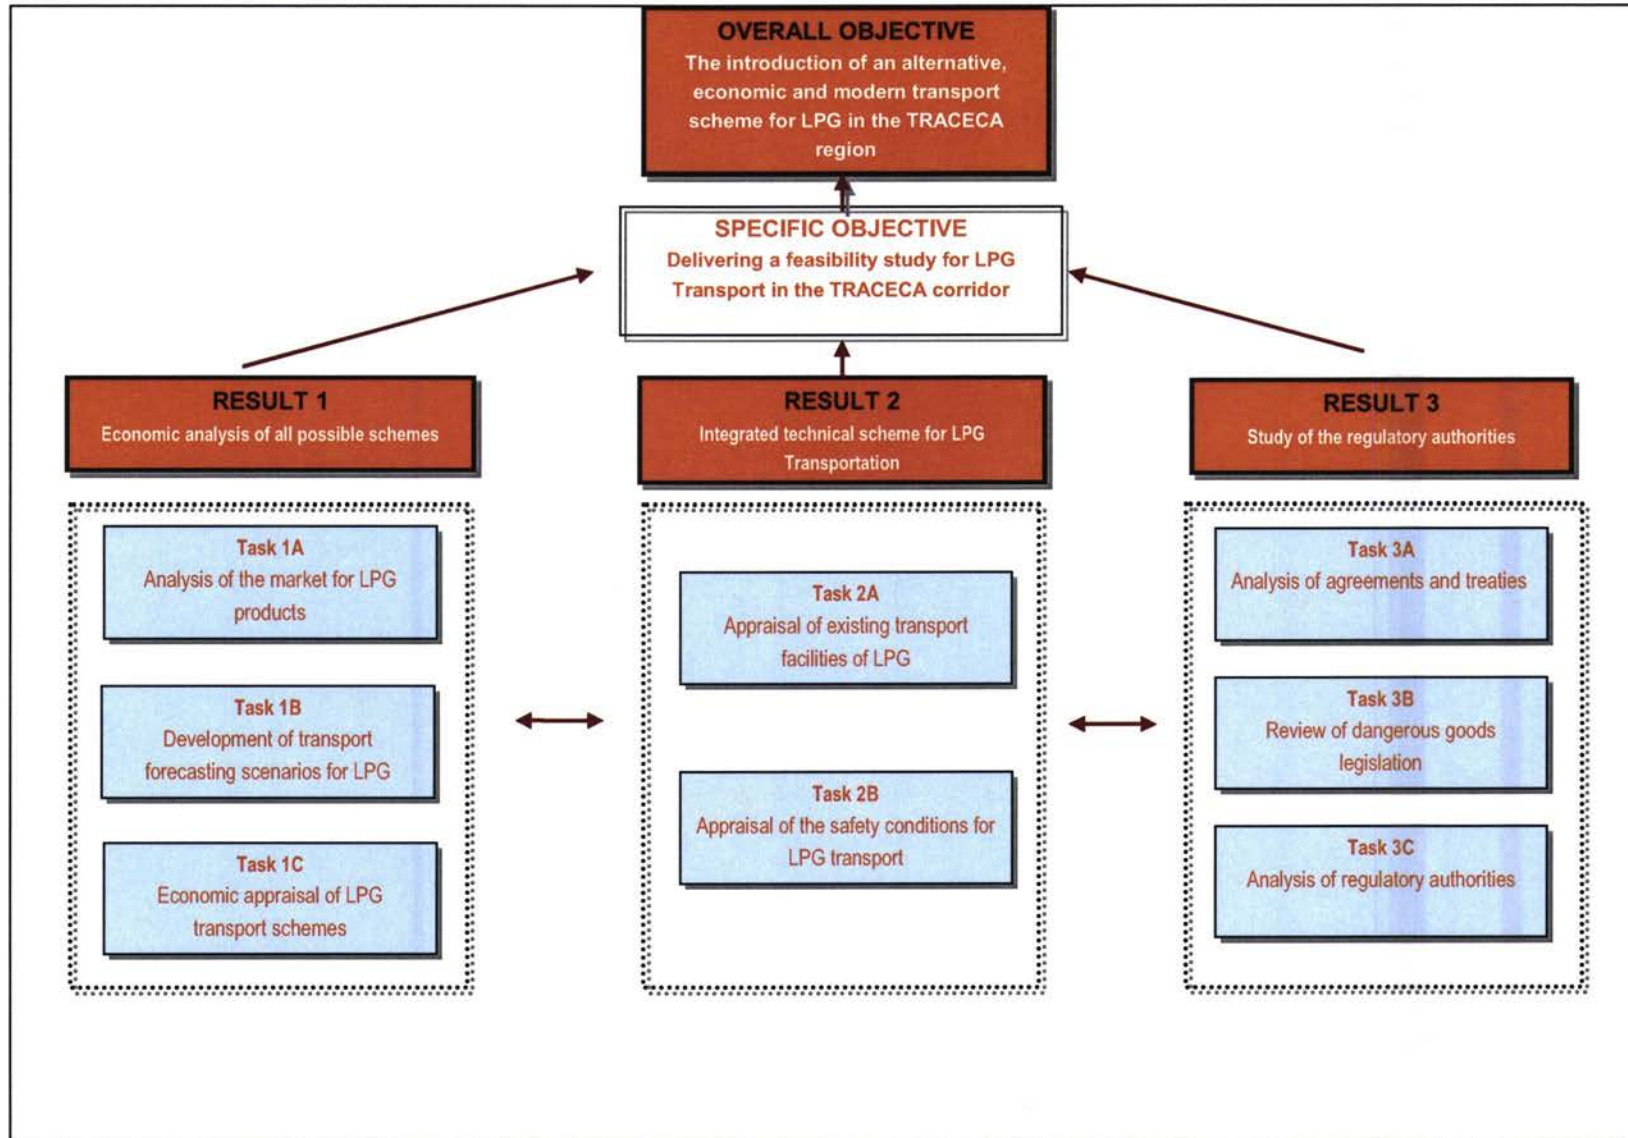 OVERALL OBJECTIVE
The introduction of an alternative,
economic and modern transport
scheme for LPG in the TRACECA
region
SPECIFIC OBJECTIVE
Delivering a feasibility study for LPG
Transport in the TRACECA corridor
RESULT 1
Economic analysis of all possible schemes
RESULT 2
Integrated technical scheme for LPG
Transportation
RESULT 3
Study of the regulatory authorities
Task 1A
Analysis of the market for LPG
products
Task 1B
Development of transport
forecasting scenarios for LPG
Task 1C
Economic appraisal of LPG
transport schemes
Task 2A
Appraisal of existing transport
facilities of LPG
Task 2B
Appraisal of the safety conditions for
LPG transport
Task 3A
Analysis of agreements and treaties
Task 3B
Review of dangerous goods
legislation
Task 3C
Analysis of regulatory authorities